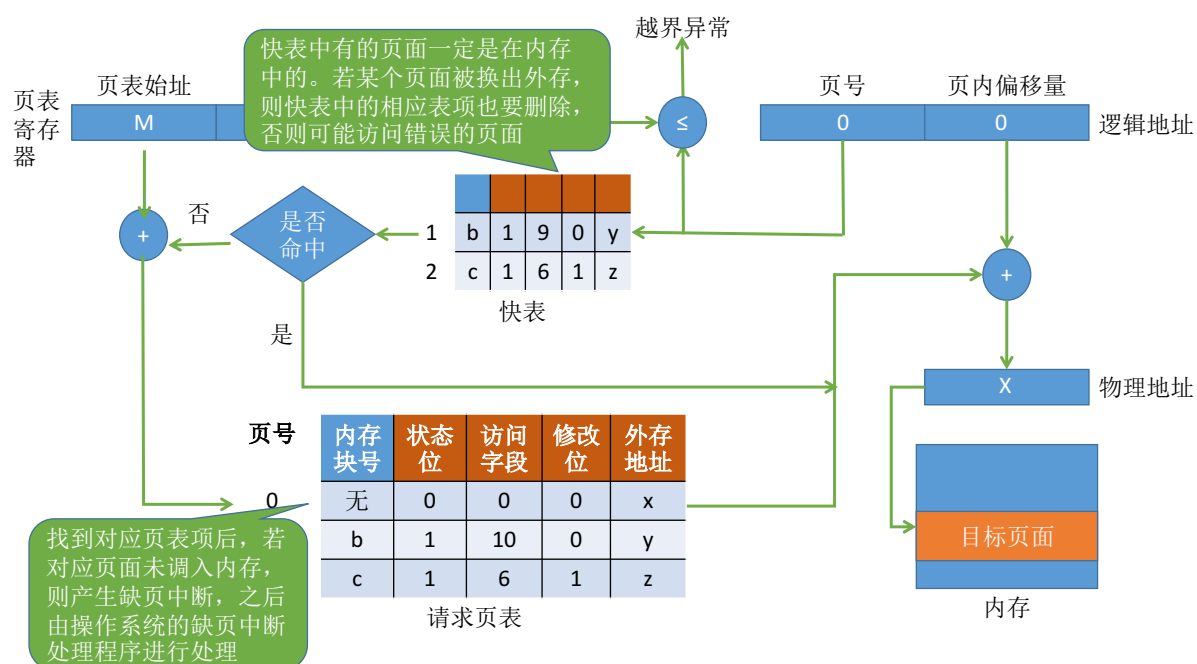 越界异常
快表中有的页面一定是在内存
中的。若某个页面被换出外存，
则快表中的相应表项也要删除，
否则可能访问错误的页面
页表始址
页表
寄存
器
M
≤
页号
页内偏移量
0
0
逻辑地址
否
+
是否
命中
1
b 1 9 0 y
2
c 1 6 1 z
快表
+
是
X
物理地址
页号
内存
块号
状态
位
访问
字段
修改
位
外存
地址
0
无 0 0 0 x
b 1 10 0 y
c 1 6 1 z
请求页表
找到对应页表项后，若
对应页面未调入内存，
则产生缺页中断，之后
由操作系统的缺页中断
处理程序进行处理
目标页面
内存